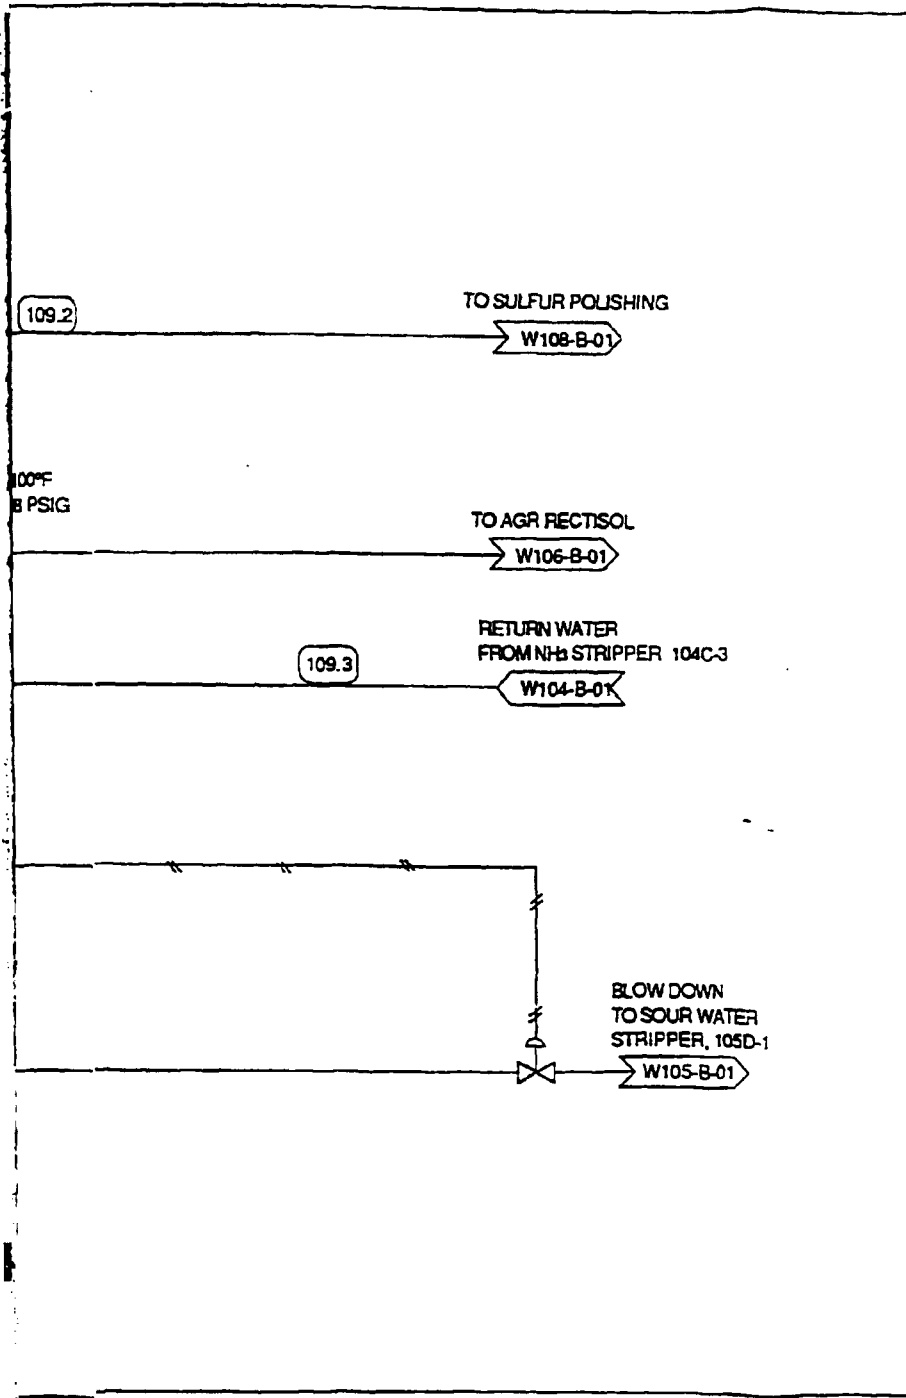 109.2
TO SULFUR POLISHING
W108-B-01
00°F
PSIG
TO AGR RECTISOL
W106-B-01
RETURN WATER
FROM NH3 STRIPPER 104C-3
109.3
W104-B-01
BLOW DOWN
TO SOUR WATER
STRIPPER, 105D-1
W105-B-01